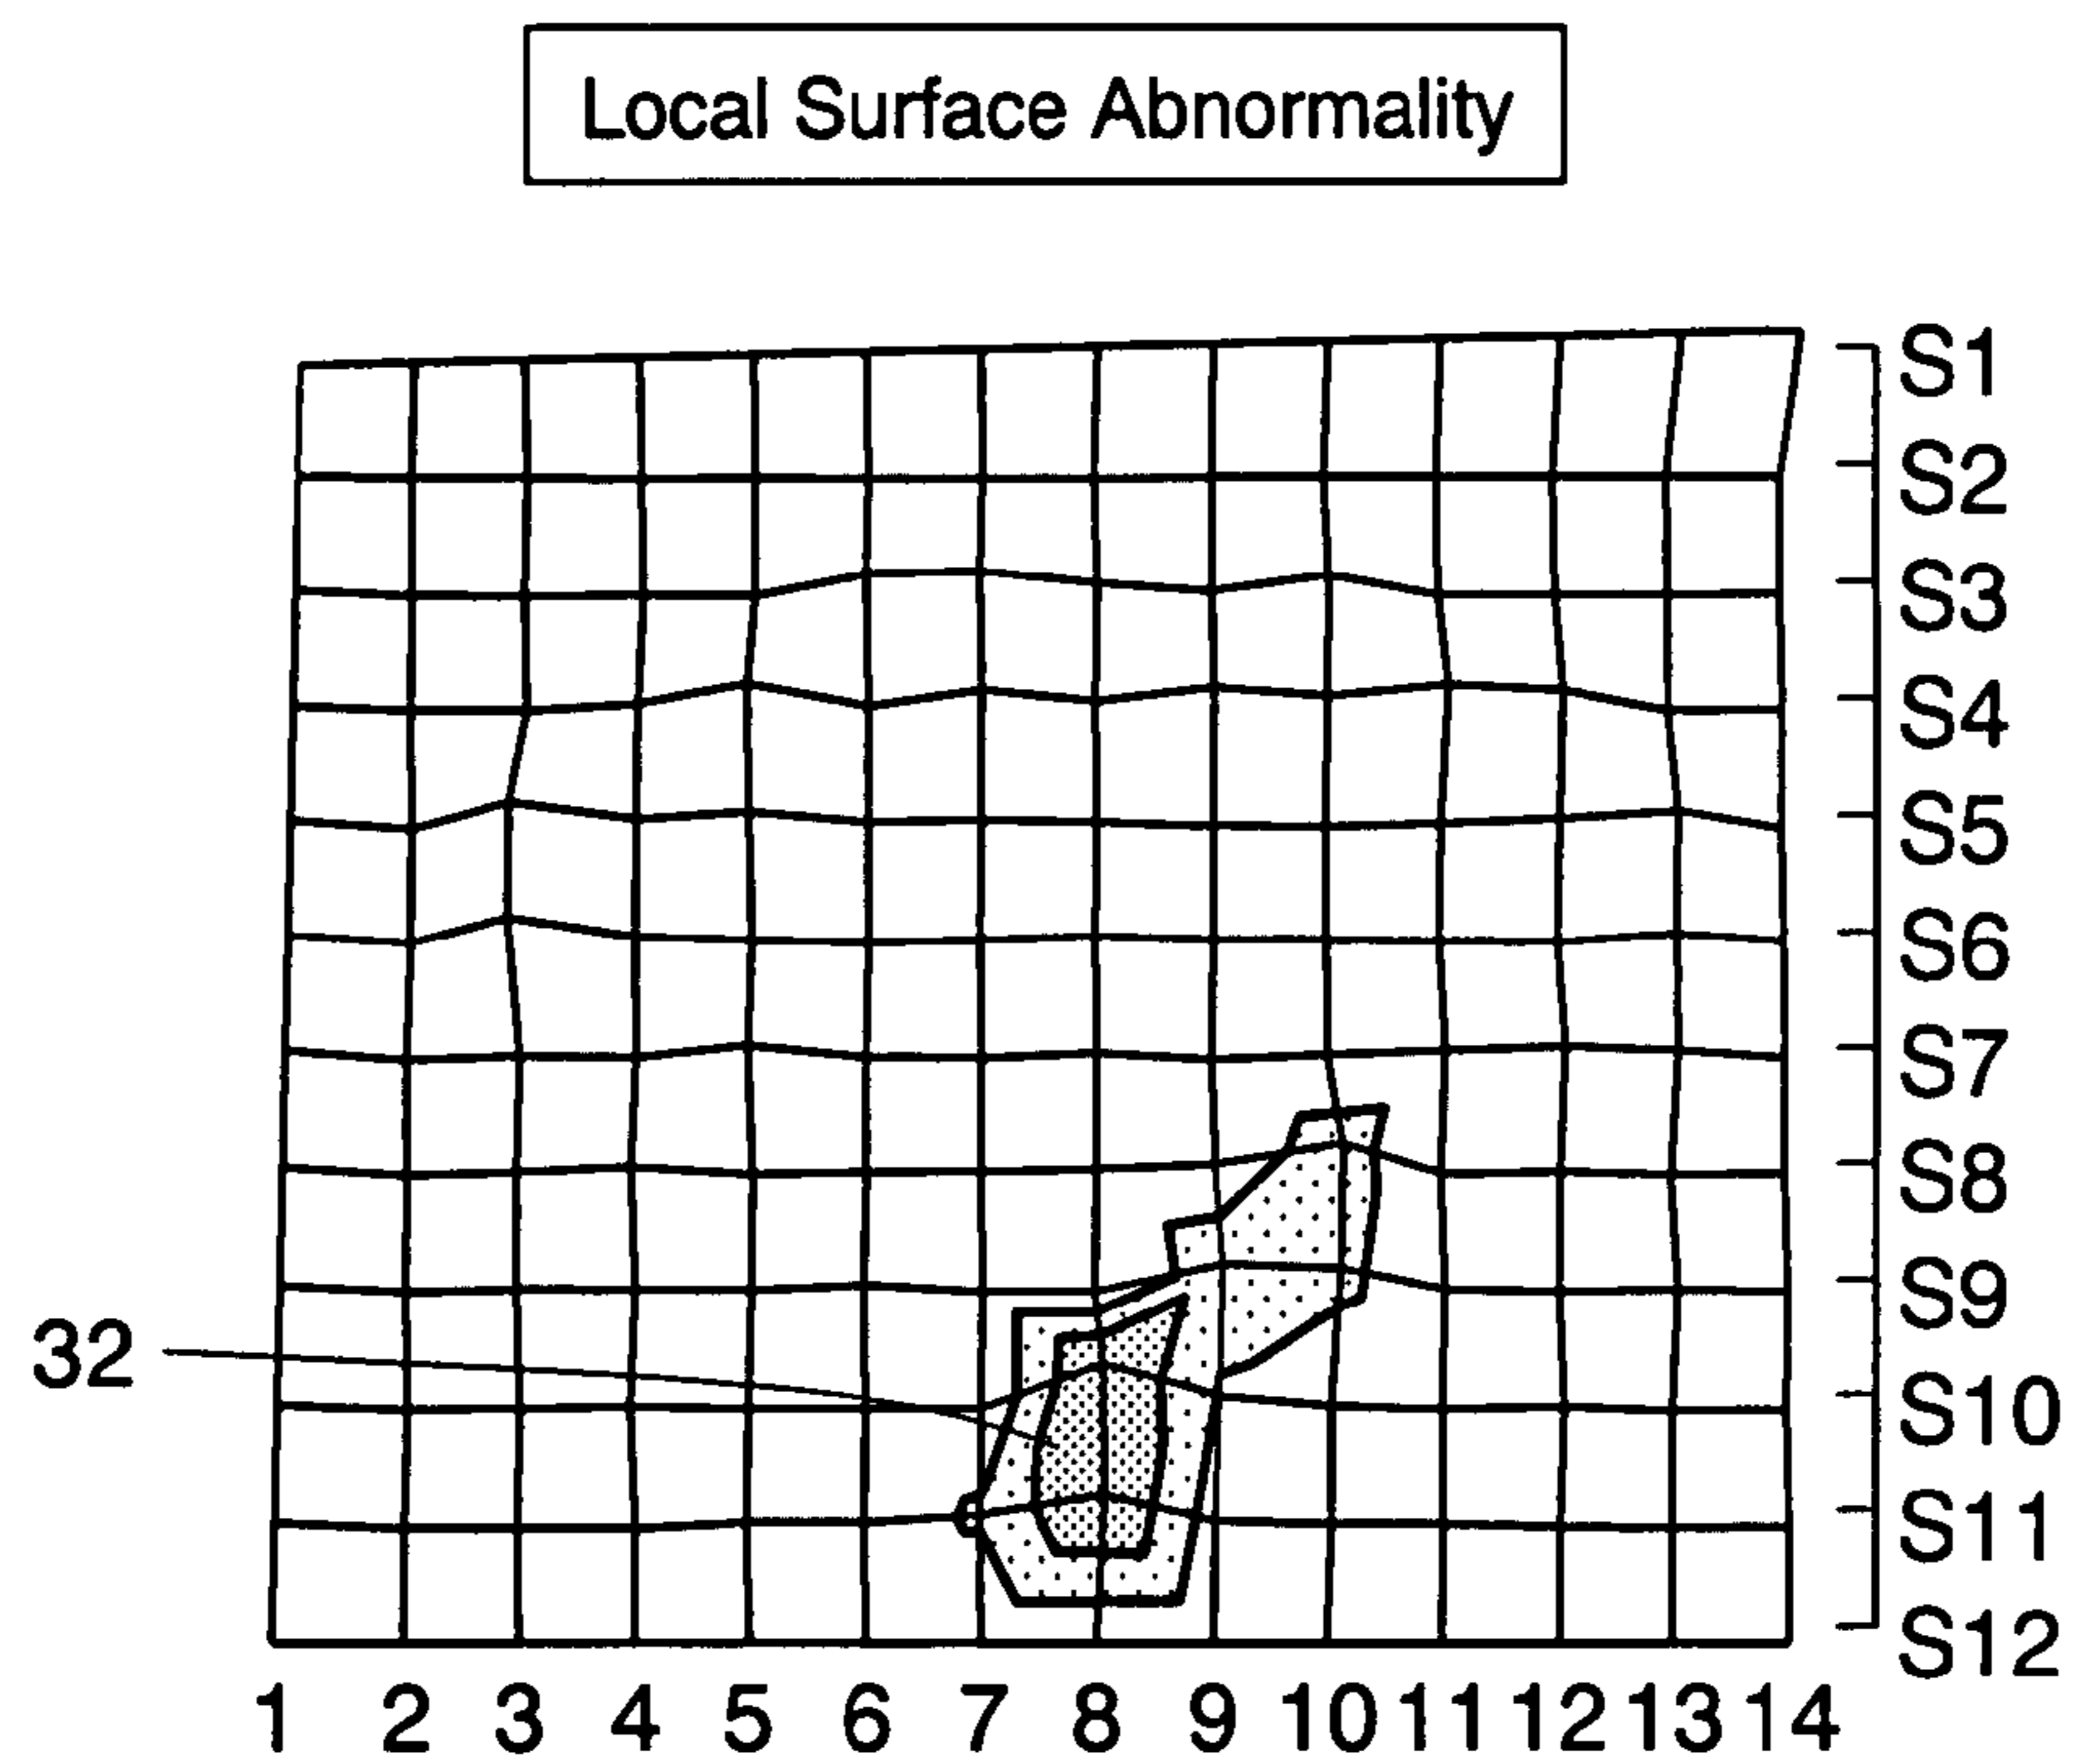 Local Surface Abnormality
S1
S2
S3
S4
S5
S6
S7
S8
S9
32
S10
S11
S12
1 2 3 4 5 6 7 8 9 10 11 12 13 14